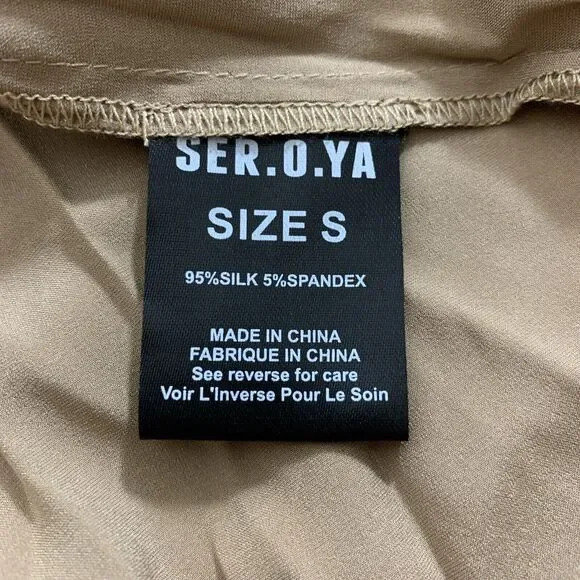 SER.O.YA
SIZE S
95%SILK 5%SPANDEX
MADE IN CHINA
FABRIQUE IN CHINA
See reverse for care
Voir L'Inverse Pour Le Soin